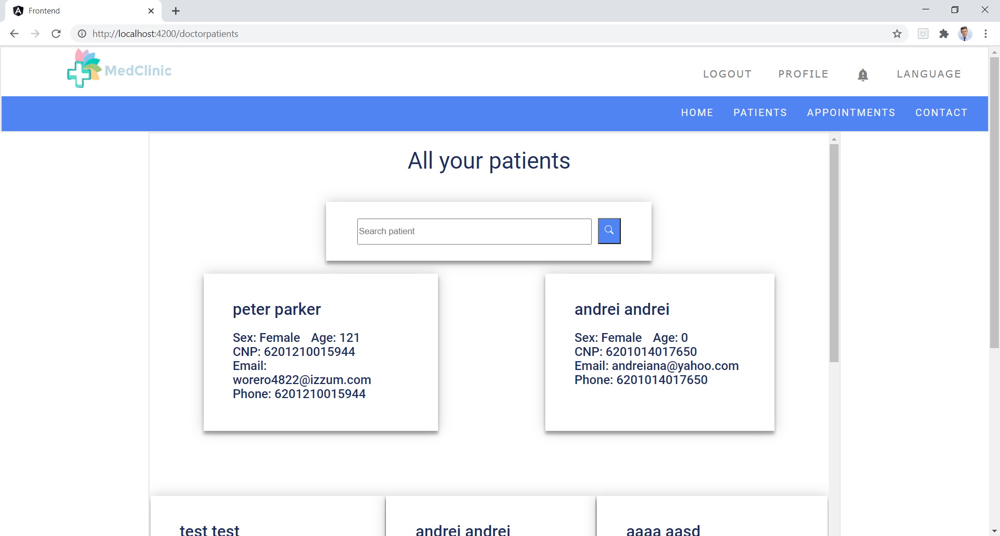 Frontend
http://localhost:4200/doctorpatients
MedClinic
LOGOUT PROFILE LANGUAGE
HOME PATIENTS APPOINTMENTS CONTACT
All your patients
Search patient
peter parker
Sex: Female Age: 121
CNP: 6201210015944
Email:
worero4822@izzum.com
Phone: 6201210015944
andrei andrei
Sex: Female Age: 0
CNP: 6201014017650
Email: andreiana@yahoo.com
Phone: 6201014017650
test test
andrei andrei
aaaa aasd